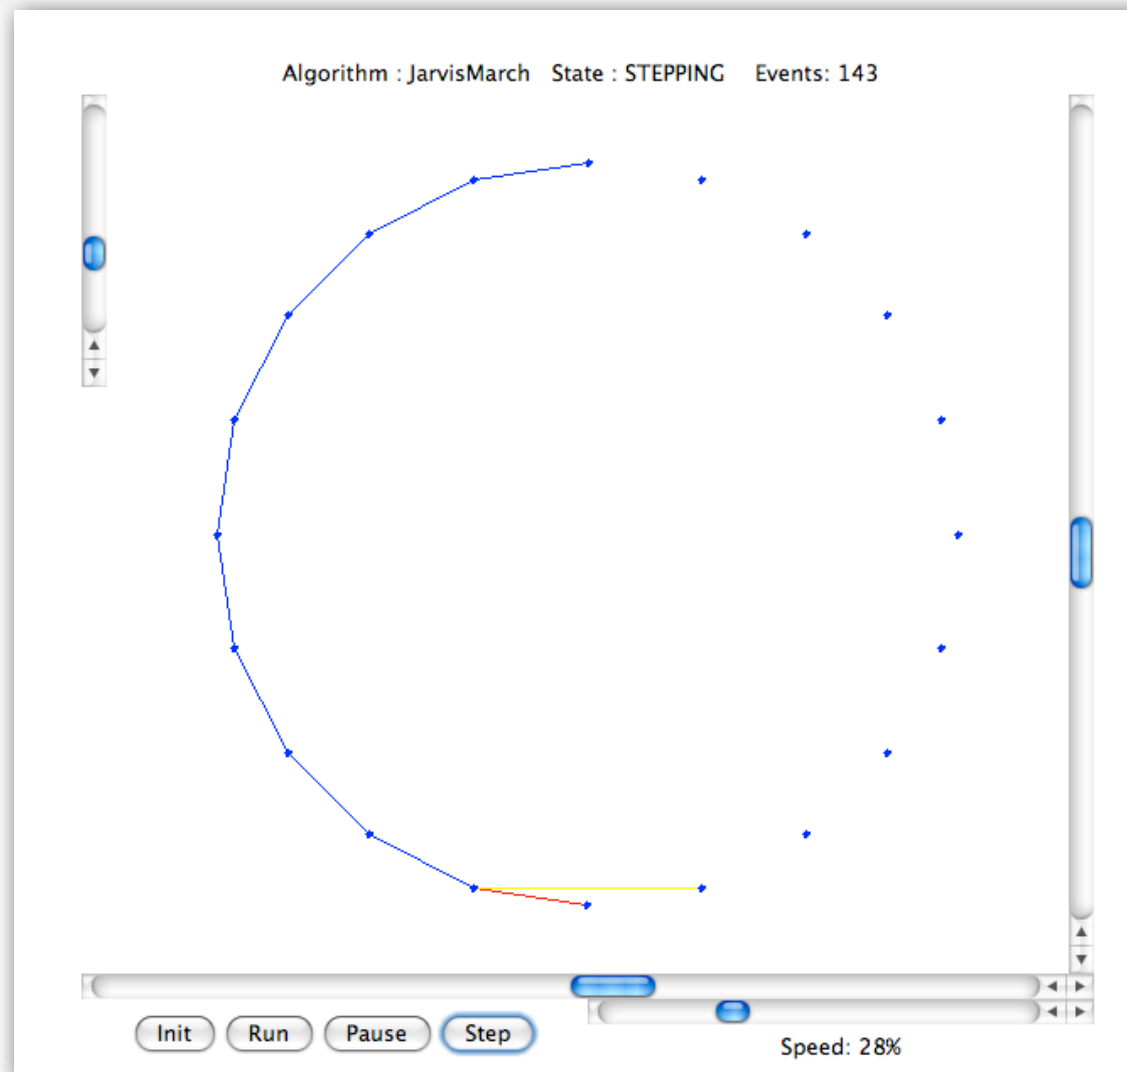 Algorithm : JarvisMarch State : STEPPING Events: 143
Init Run Pause Step
Speed: 28%